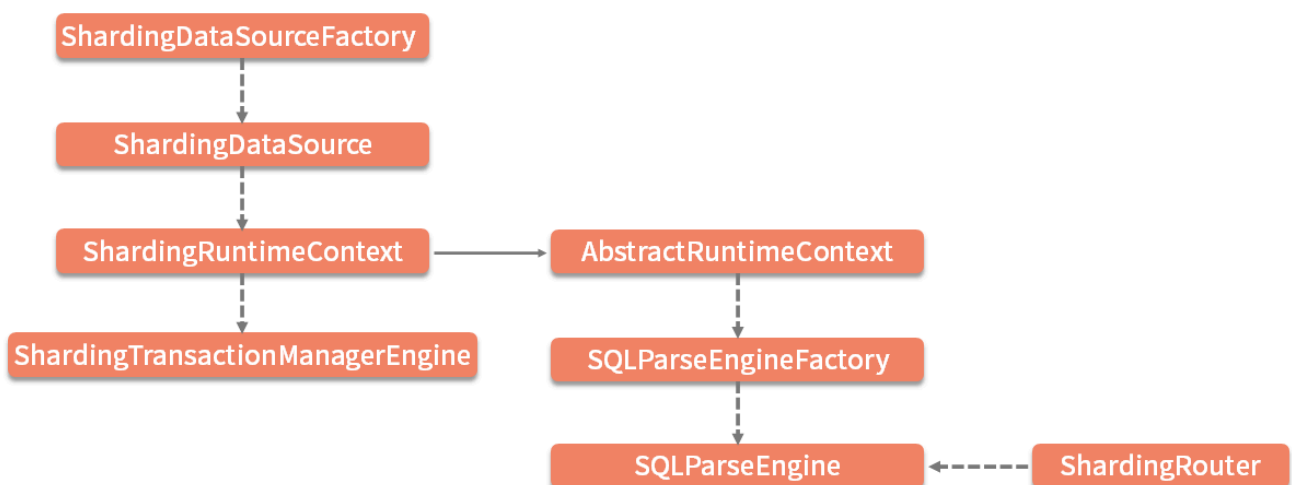 ShardingDataSourceFactory
ShardingDataSource
ShardingRuntimeContext
AbstractRuntimeContext
ShardingTransactionManagerEngine
SQLParseEngineFactory
SQLParseEngine
ShardingRouter